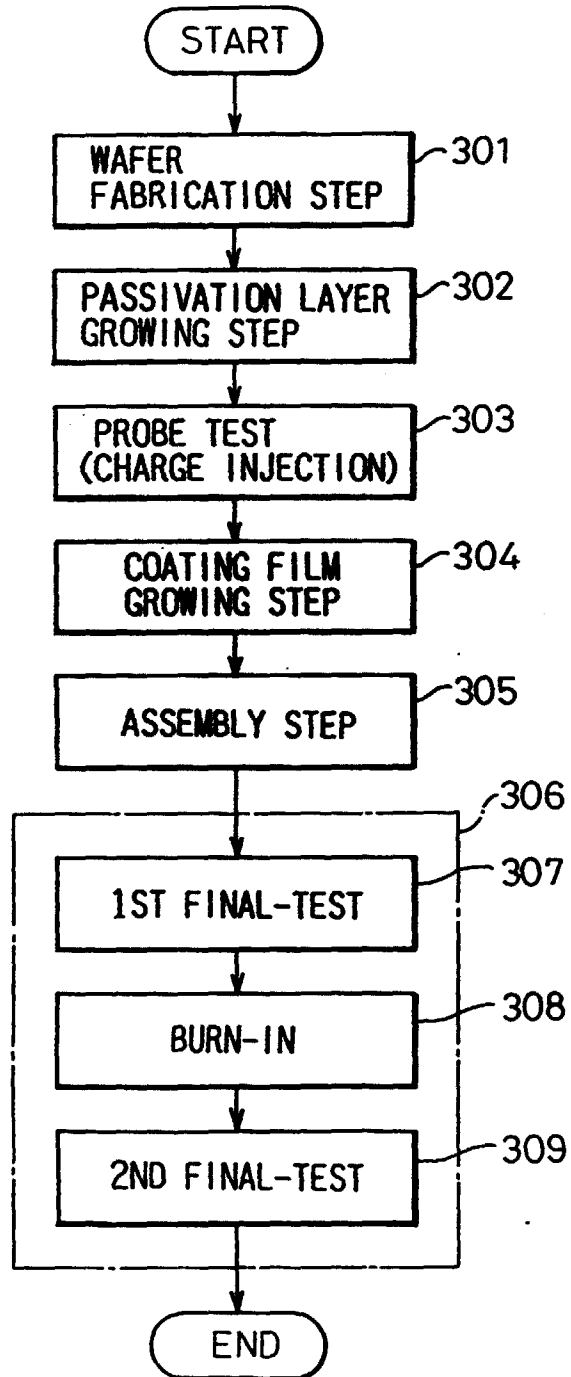 START
WAFER
FABRICATION STEP
301
PASSIVATION LAYER
GROWING STEP
302
PROBE TEST
(CHARGE INJECTION)
303
COATING FILM
GROWING STEP
304
ASSEMBLY STEP
305
306
1ST FINAL-TEST
307
BURN-IN
308
2ND FINAL-TEST
309
END